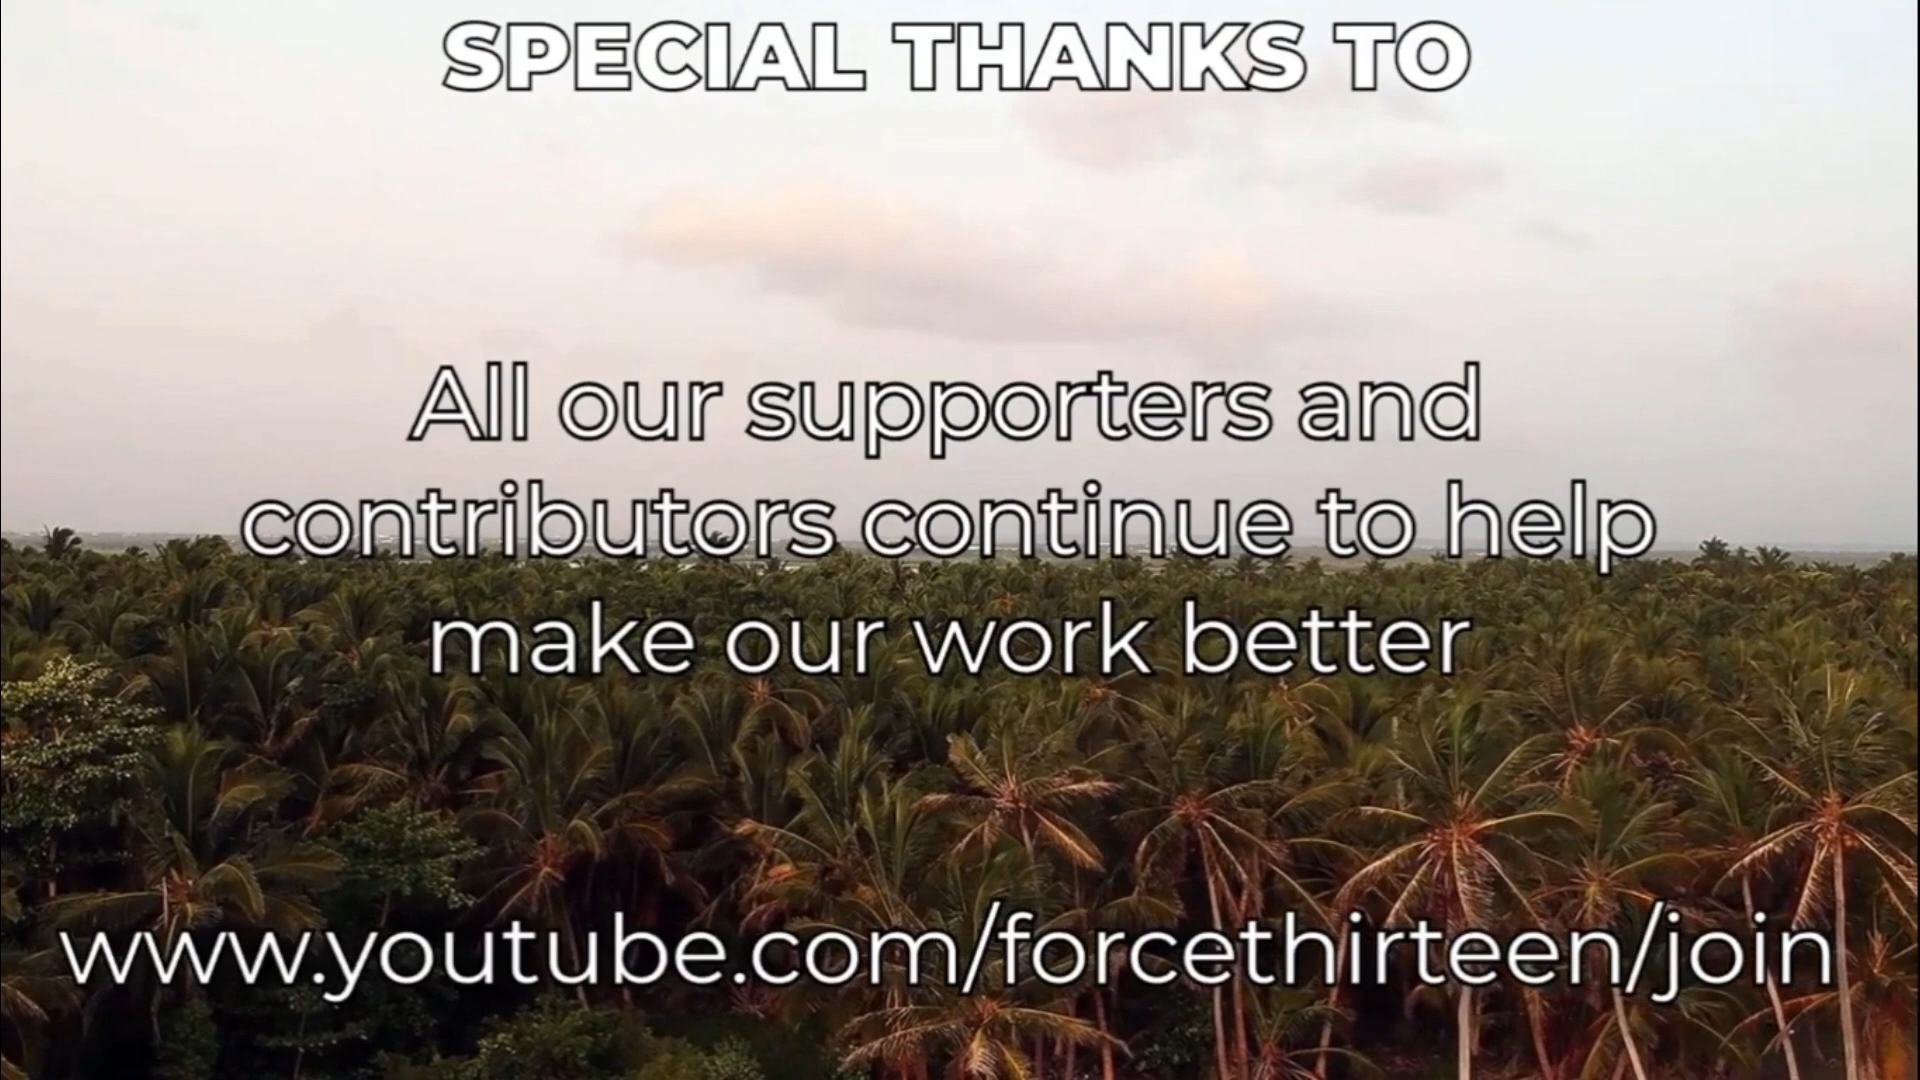 SPECIAL THANKS TO
All our supporters and
contributors continue to help
make our work better
www.youtube.com/forcethirteen/join